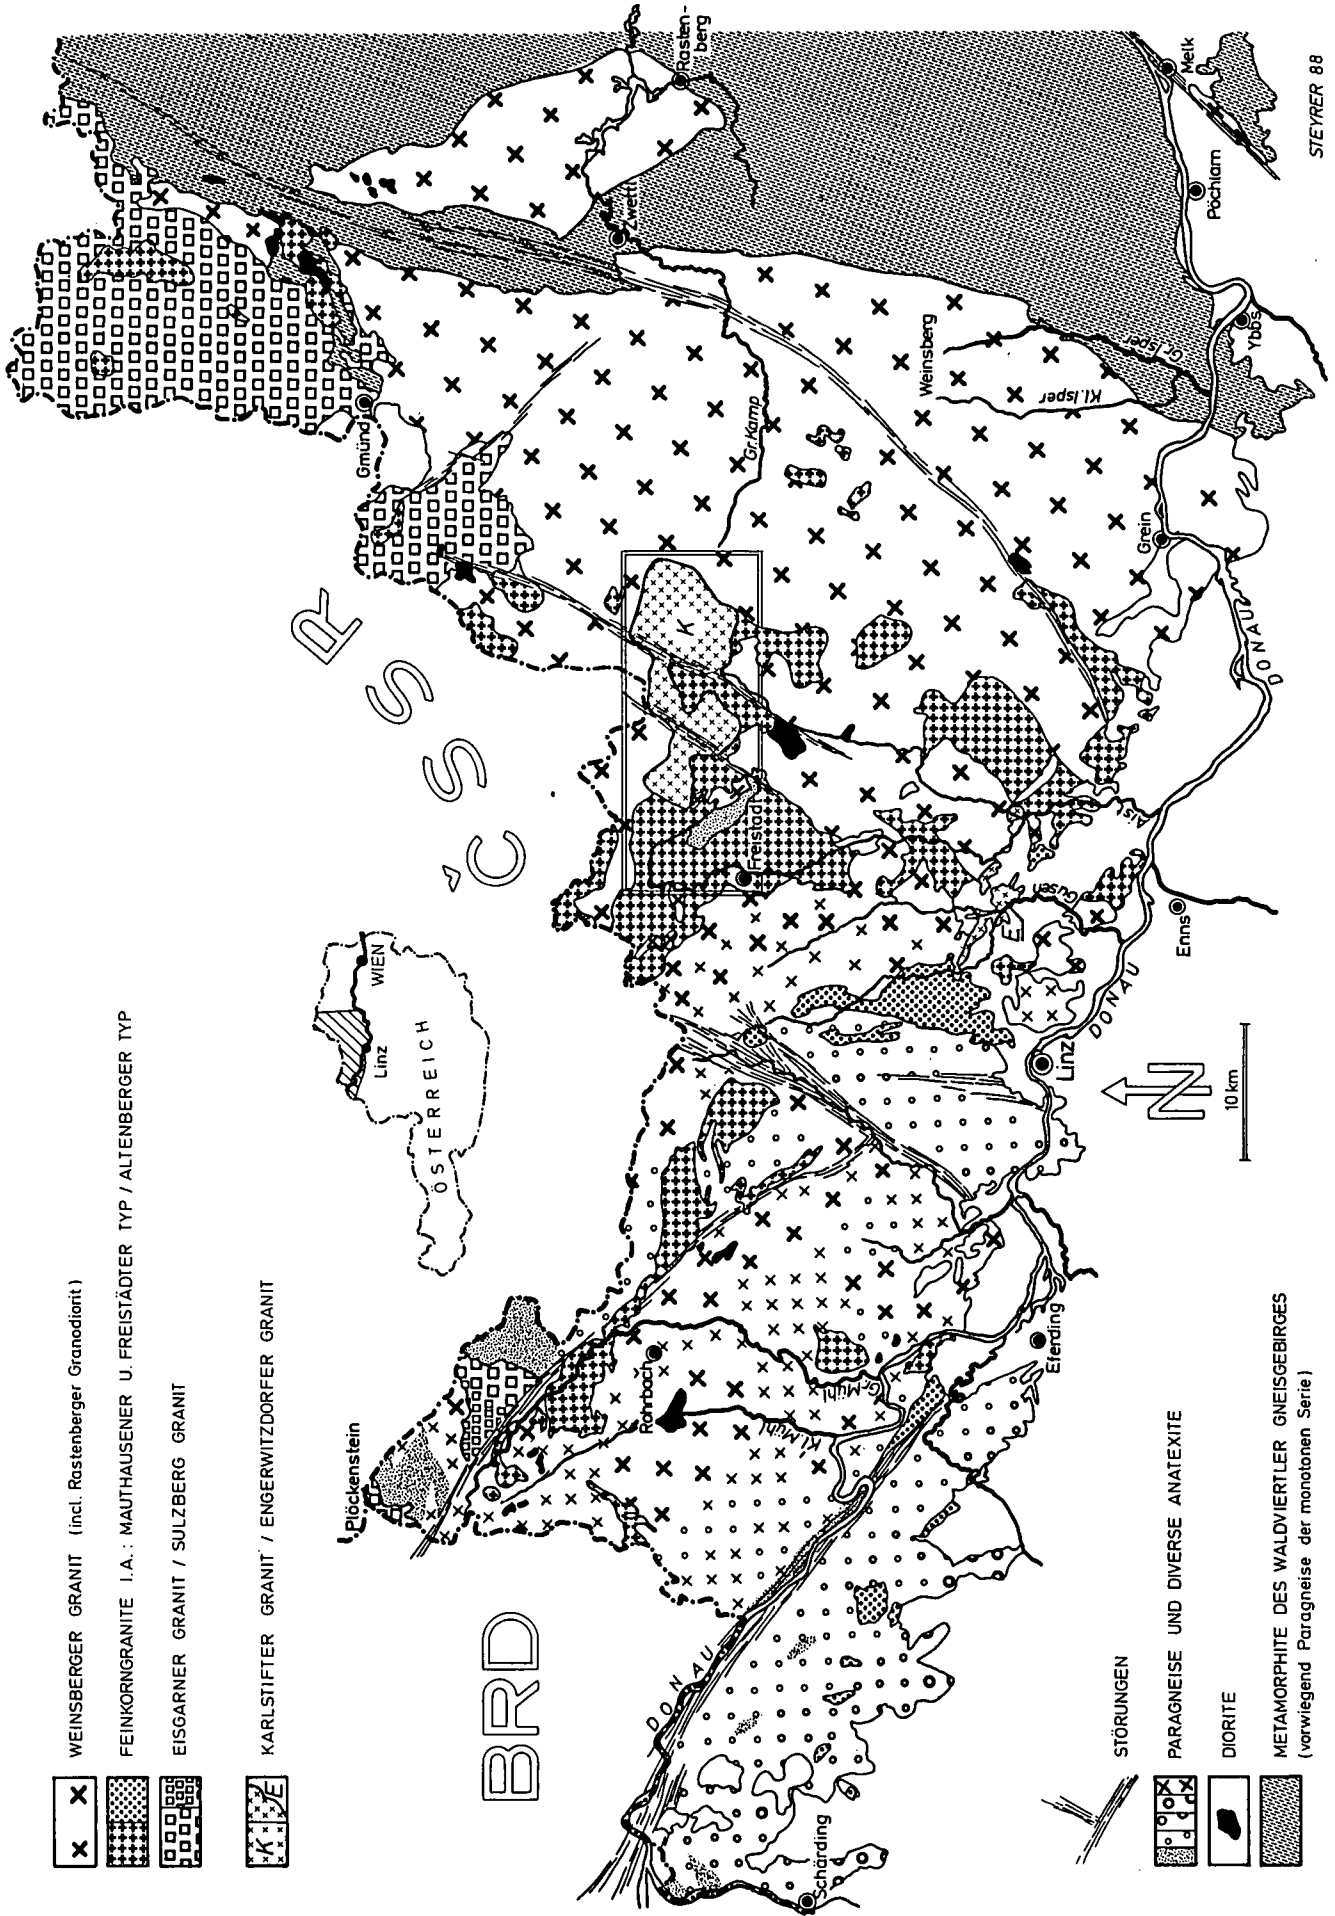 WEINSBERGER GRANIT (incl. Rastenberger Granodiorit)
FEINKORNGRANITE I.A.: MAUTHAUSENER U. FREISTÄDTER TYP / ALTENBERGER TYP
EISGARNER GRANIT / SULZBERG GRANIT
K E
KARLSTIFTER GRANIT / ENGERWITZDORFER GRANIT
ÖSTERREICH
Linz
WIEN
BRD
ČSSR
Plöckenstein
Rohrbach
Gmünd
Zwettl
Rasten-
berg
Freistadt
K
E
Gr.Kamp
Weinsberg
Kl.Isper
Gr.Isper
Kl.Mühl
Gr.Mühl
Gusen
Aist
DONAU
Schärding
Eferding
Linz
DONAU
Enns
DONAU
Grein
Ybbs
Pöchlarn
Melk
N
10 km
STÖRUNGEN
PARAGNEISE UND DIVERSE ANATEXITE
DIORITE
METAMORPHITE DES WALDVIERTLER GNEISGEBIRGES
(vorwiegend Paragneise der monotonen Serie)
STEYRER 88